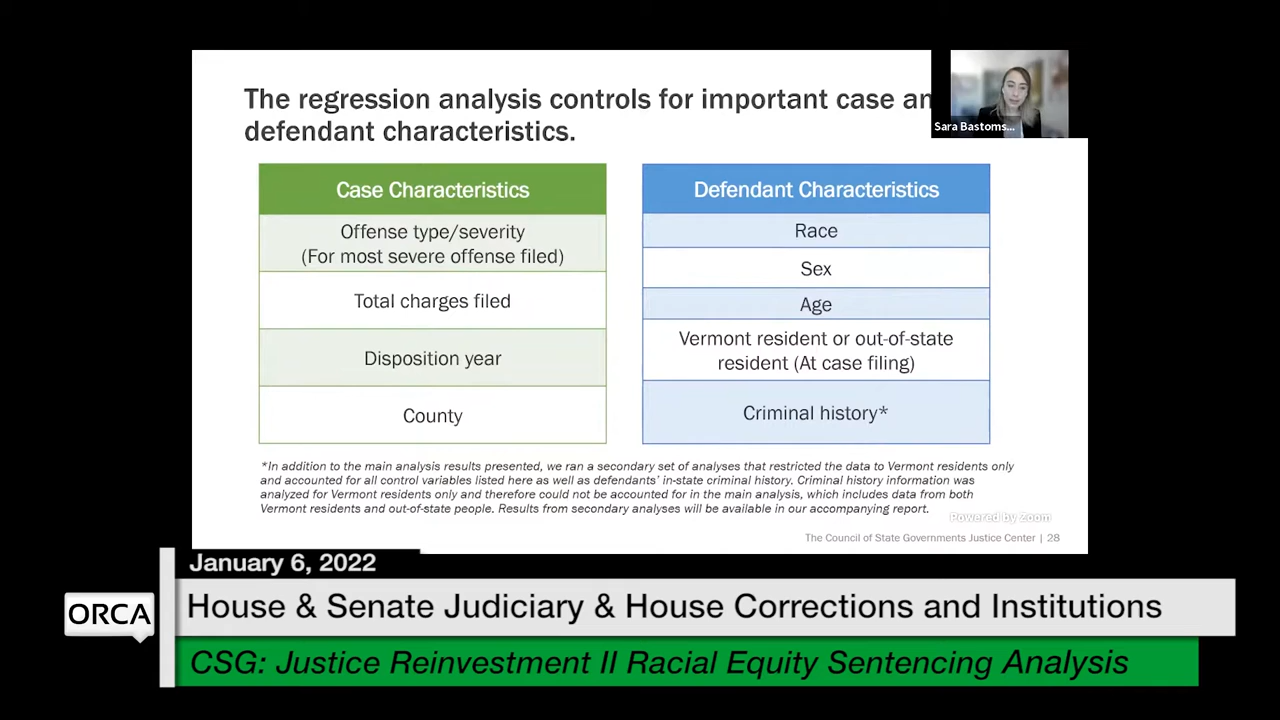 The regression analysis controls for important case an
defendant characteristics.
Sara Bastoms...
Case Characteristics
Offense type/severity
(For most severe offense filed)
Total charges filed
Disposition year
County
Defendant Characteristics
Race
Sex
Age
Vermont resident or out-of-state
resident (At case filing)
Criminal history*
*In addition to the main analysis results presented, we ran a secondary set of analyses that restricted the data to Vermont residents only
and accounted for all control variables listed here as well as defendants' in-state criminal history. Criminal history information was
analyzed for Vermont residents only and therefore could not be accounted for in the main analysis, which includes data from both
Vermont residents and out-of-state people. Results from secondary analyses will be available in our accompanying report.
Powered by Zoom
The Council of State Governments Justice Center | 28
January 6, 2022
ORCA
House & Senate Judiciary & House Corrections and Institutions
CSG: Justice Reinvestment II Racial Equity Sentencing Analysis